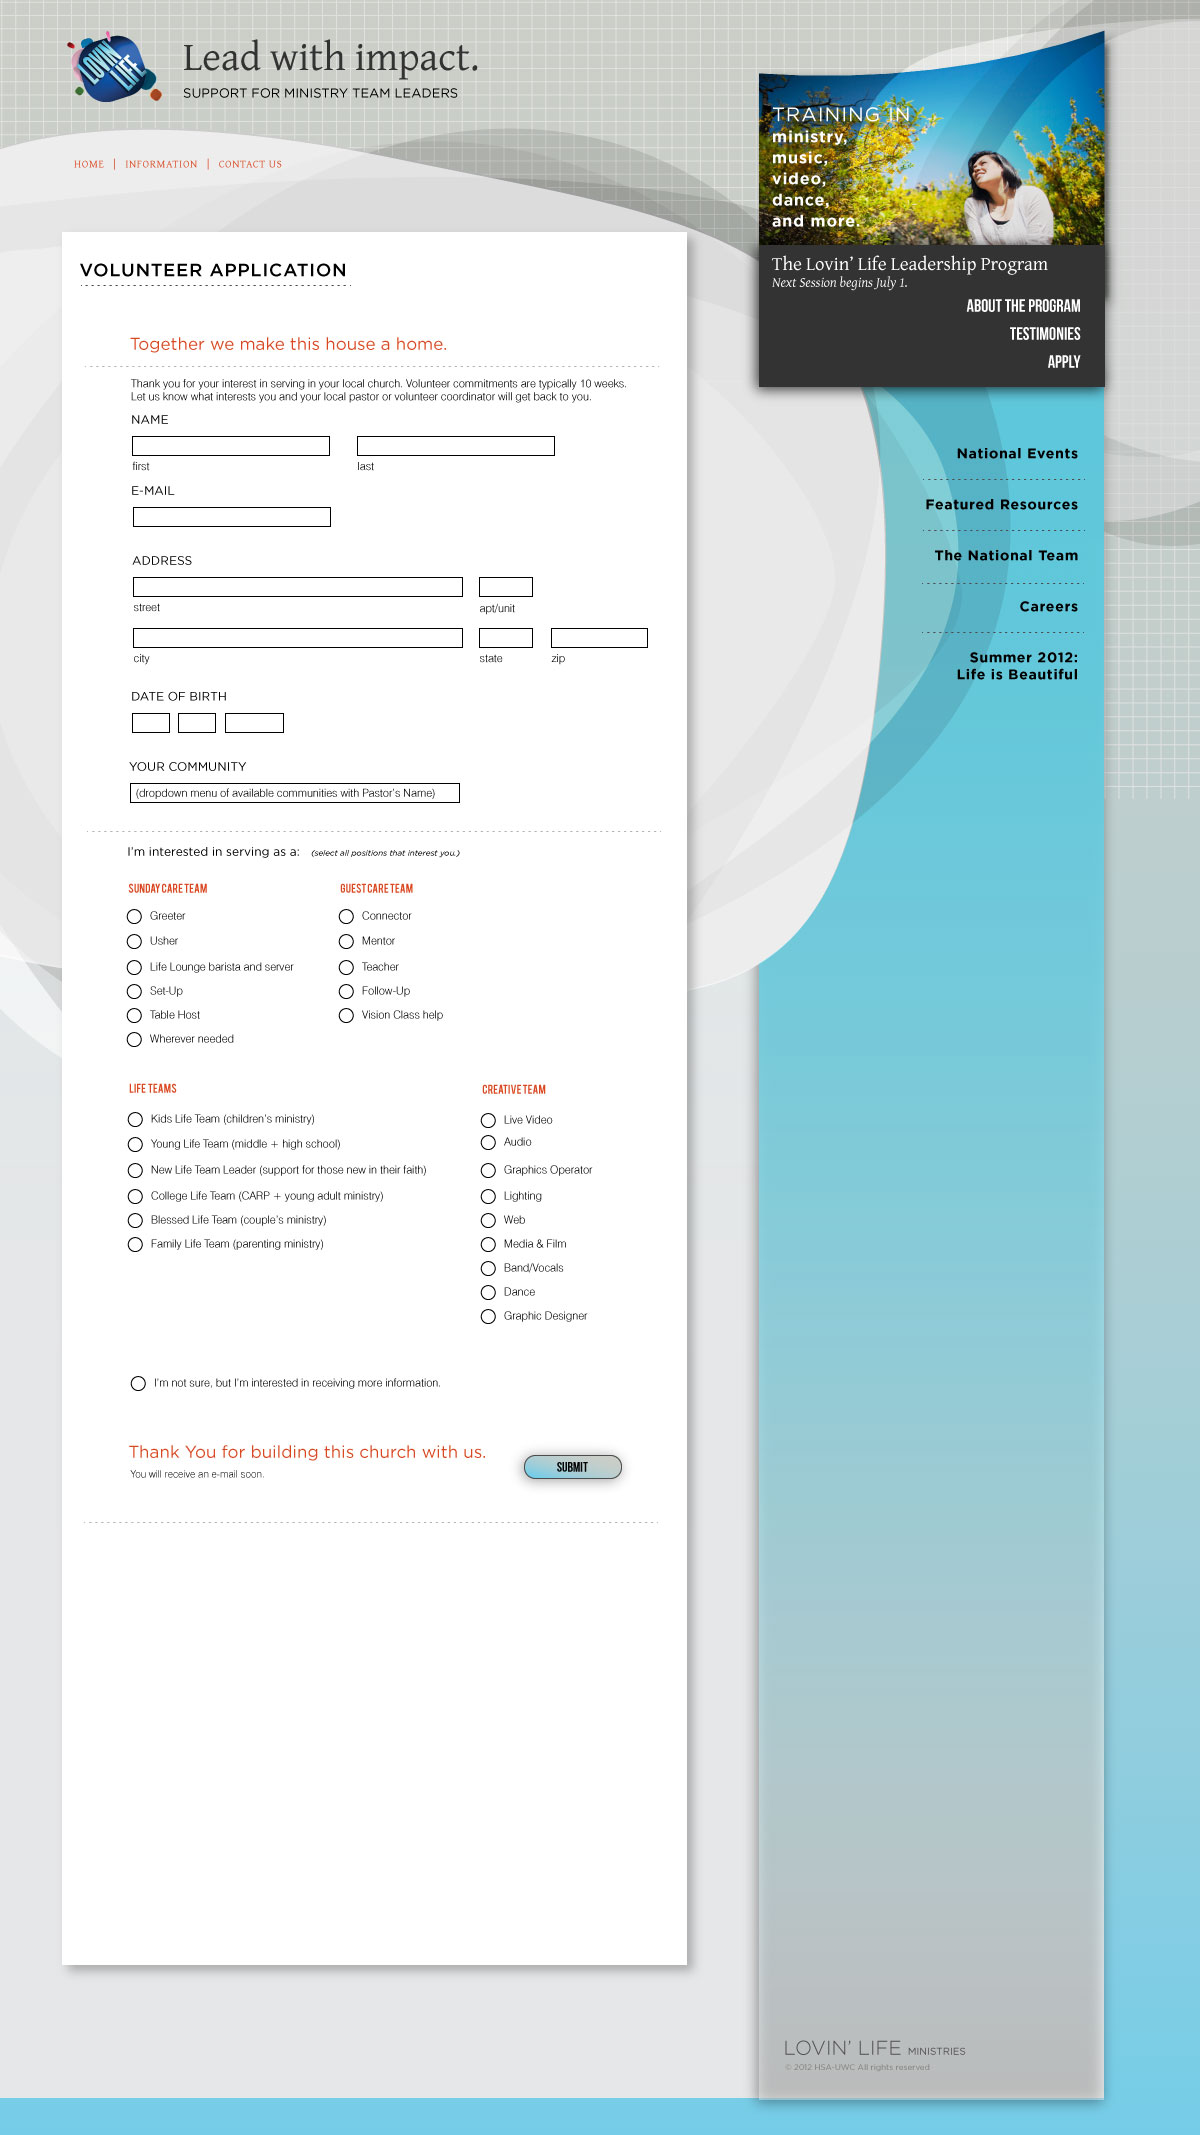 LOVIN'
LIFE
Lead with impact.
SUPPORT FOR MINISTRY TEAM LEADERS
HOME | INFORMATION | CONTACT US
TRAINING IN
ministry,
music,
video,
dance,
and more.
The Lovin' Life Leadership Program
Next Session begins July 1.
ABOUT THE PROGRAM
TESTIMONIES
APPLY
National Events
Featured Resources
The National Team
Careers
Summer 2012:
Life is Beautiful
VOLUNTEER APPLICATION
Together we make this house a home.
Thank you for your interest in serving in your local church. Volunteer commitments are typically 10 weeks.
Let us know what interests you and your local pastor or volunteer coordinator will get back to you.
NAME
first last
E-MAIL
ADDRESS
street apt/unit
city state zip
DATE OF BIRTH
YOUR COMMUNITY
(dropdown menu of available communities with Pastor's Name)
I'm interested in serving as a: (select all positions that interest you.)
SUNDAY CARE TEAM
Greeter
Usher
Life Lounge barista and server
Set-Up
Table Host
Wherever needed
GUEST CARE TEAM
Connector
Mentor
Teacher
Follow-Up
Vision Class help
LIFE TEAMS
Kids Life Team (children's ministry)
Young Life Team (middle + high school)
New Life Team Leader (support for those new in their faith)
College Life Team (CARP + young adult ministry)
Blessed Life Team (couple's ministry)
Family Life Team (parenting ministry)
CREATIVE TEAM
Live Video
Audio
Graphics Operator
Lighting
Web
Media & Film
Band/Vocals
Dance
Graphic Designer
I'm not sure, but I'm interested in receiving more information.
Thank You for building this church with us.
You will receive an e-mail soon.
SUBMIT
LOVIN' LIFE MINISTRIES
© 2012 HSA-UWC All rights reserved